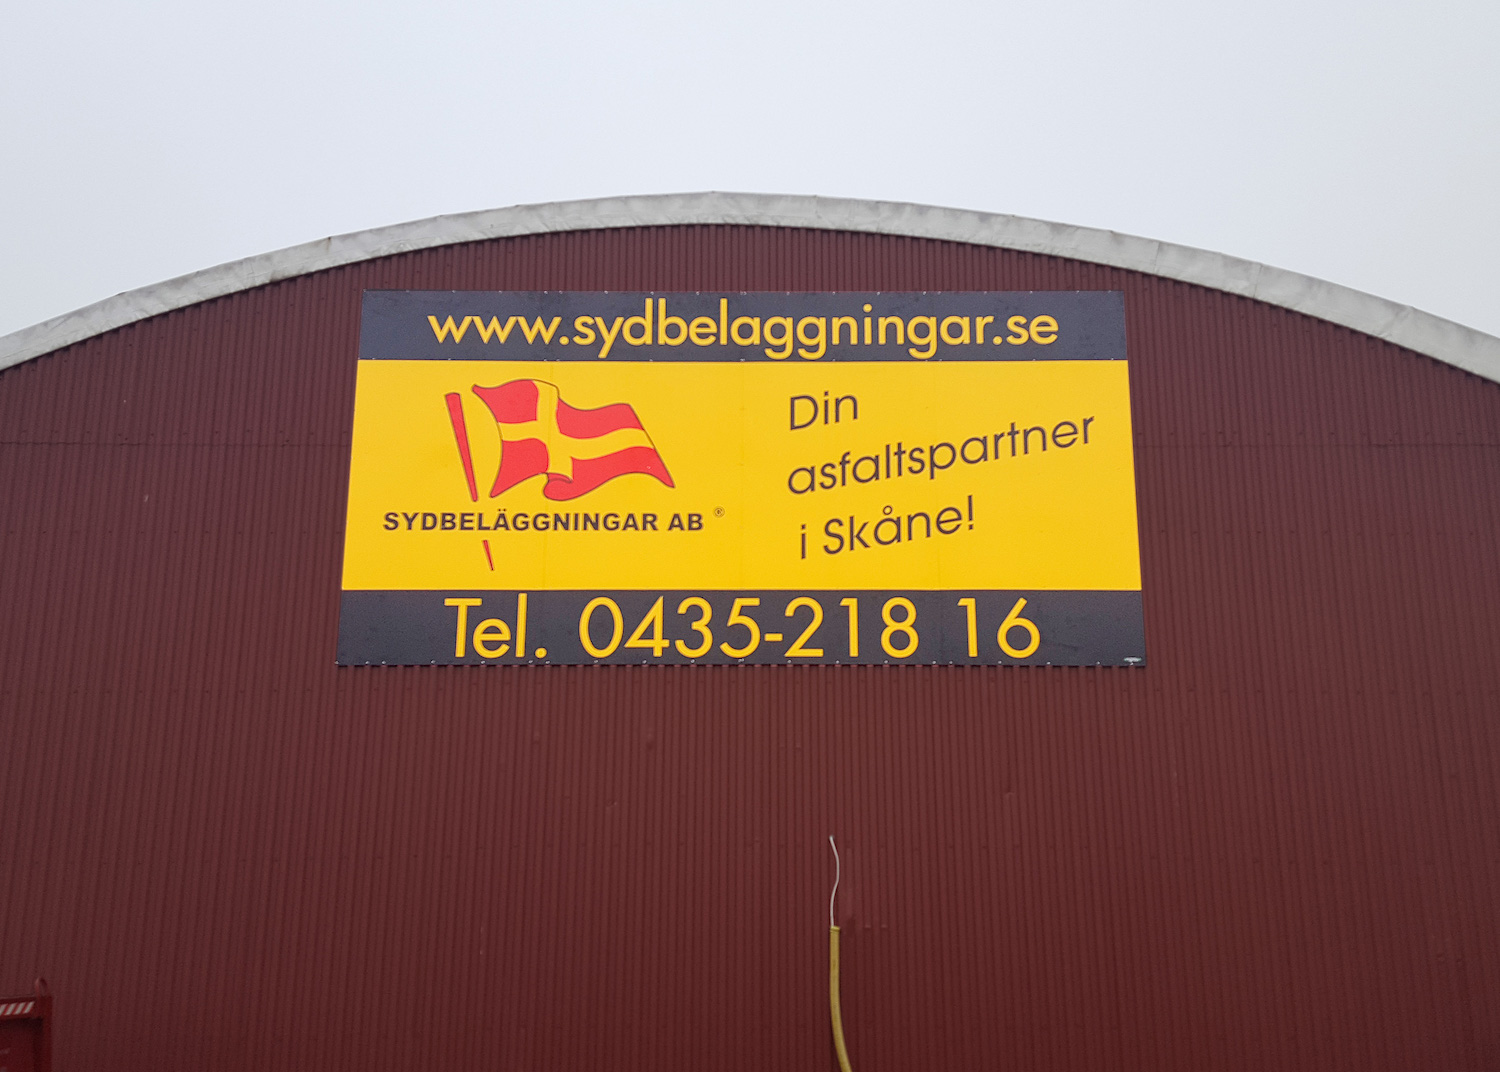 www.sydbelaggningar.se
SYDBELÄGGNINGAR AB ®
Din
asfaltspartner
i Skåne!
Tel. 0435-218 16